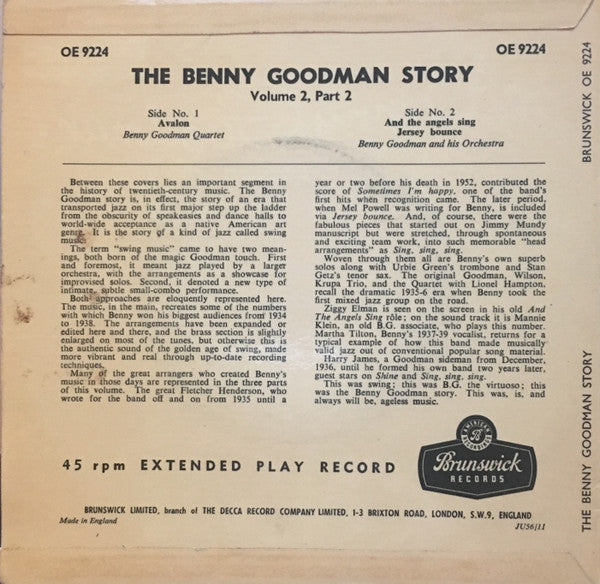 OE 9224
OE 9224
THE BENNY GOODMAN STORY
Volume 2, Part 2
Side No. 1
Avalon
Benny Goodman Quartet
Side No. 2
And the angels sing
Jersey bounce
Benny Goodman and his Orchestra
Between these covers lies an important segment in
the history of twentieth-century music. The Benny
Goodman story is, in effect, the story of an era that
transported jazz on its first major step up the ladder
from the obscurity of speakeasies and dance halls to
world-wide acceptance as a native American art
genre. It is the story of a kind of jazz called swing
music.
The term “swing music” came to have two mean-
ings, both born of the magic Goodman touch. First
and foremost, it meant jazz played by a larger
orchestra, with the arrangements as a showcase for
improvised solos. Second, it denoted a new type of
intimate, subtle small-combo performance.
Both approaches are eloquently represented here.
The music, in the main, recreates some of the numbers
with which Benny won his biggest audiences from 1934
to 1938. The arrangements have been expanded or
edited here and there, and the brass section is slightly
enlarged on most of the tunes, but otherwise this is
the authentic sound of the golden age of swing, made
more vibrant and real through up-to-date recording
techniques.
Many of the great arrangers who created Benny's
music in those days are represented in the three parts
of this volume. The great Fletcher Henderson, who
wrote for the band off and on from 1935 until a
year or two before his death in 1952, contributed the
score of Sometimes I'm happy, one of the band's
first hits when recognition came. The later period,
when Mel Powell was writing for Benny, is included
via Jersey bounce. And, of course, there were the
fabulous pieces that started out on Jimmy Mundy
manuscript but were stretched, through spontaneous
and exciting team work, into such memorable “head
arrangements” as Sing, sing, sing.
Woven through them all are Benny's own superb
solos along with Urbie Green's trombone and Stan
Getz's tenor sax. The original Goodman, Wilson,
Krupa Trio, and the Quartet with Lionel Hampton,
recall the dramatic 1935-6 era when Benny took the
first mixed jazz group on the road.
Ziggy Elman is seen on the screen in his old And
The Angels Sing rôle; on the sound track it is Mannie
Klein, an old B.G. associate, who plays this number.
Martha Tilton, Benny's 1937-39 vocalist, returns for a
typical example of how this band made musically
valid jazz out of conventional popular song material.
Harry James, a Goodman sideman from December,
1936, until he formed his own band two years later,
guest stars on Shine and Sing, sing, sing.
This was swing; this was B.G. the virtuoso; this
was the Benny Goodman story. This was, is, and
always will be, ageless music.
45 rpm EXTENDED PLAY RECORD
AMERICAN
RECORDINGS
Brunswick
RECORDS
BRUNSWICK LIMITED, branch of THE DECCA RECORD COMPANY LIMITED, 1-3 BRIXTON ROAD, LONDON, S.W.9, ENGLAND
Made in England
JU56j11
THE BENNY GOODMAN STORY
BRUNSWICK OE 9224